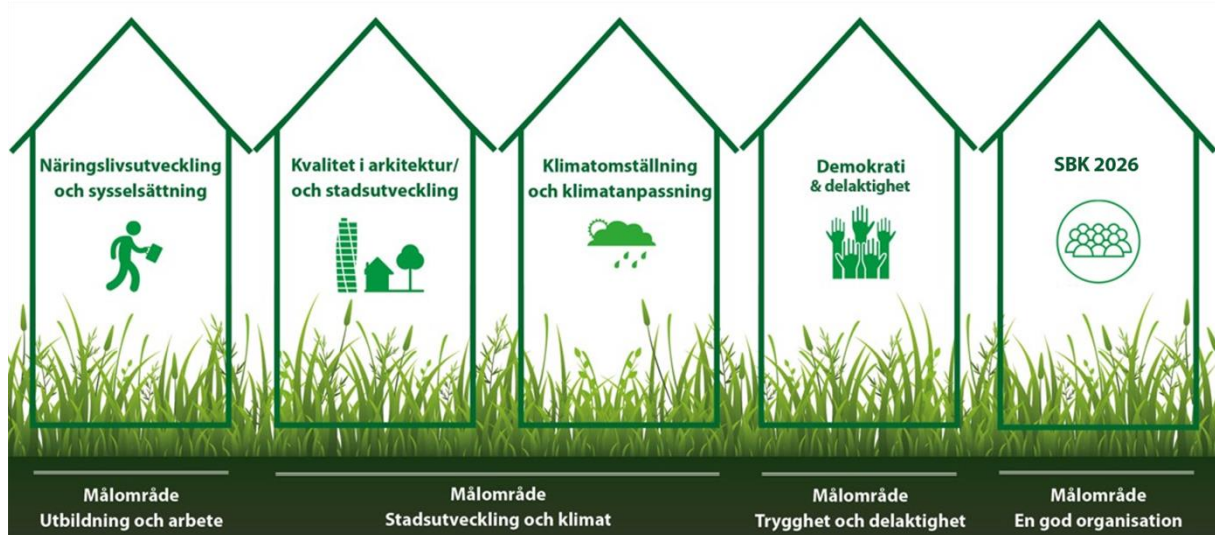 Näringslivsutveckling
och sysselsättning
Kvalitet i arkitektur/
och stadsutveckling
Klimatomställning
och klimatanpassning
Demokrati
& delaktighet
SBK 2026
Målområde
Utbildning och arbete
Målområde
Stadsutveckling och klimat
Målområde
Trygghet och delaktighet
Målområde
En god organisation